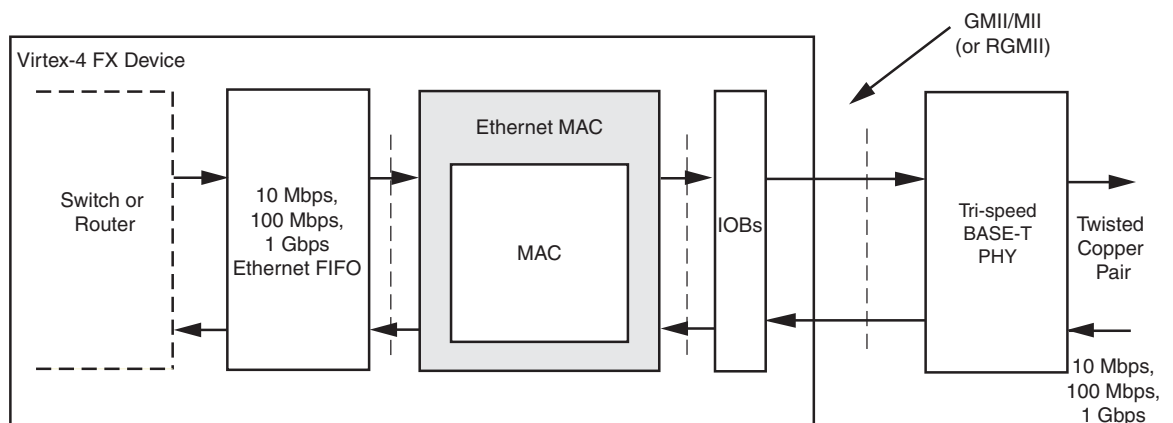 GMII/MII
(or RGMII)
Virtex-4 FX Device
Switch or
Router
10 Mbps,
100 Mbps,
1 Gbps
Ethernet FIFO
Ethernet MAC
MAC
IOBs
Tri-speed
BASE-T
PHY
Twisted
Copper
Pair
10 Mbps,
100 Mbps,
1 Gbps